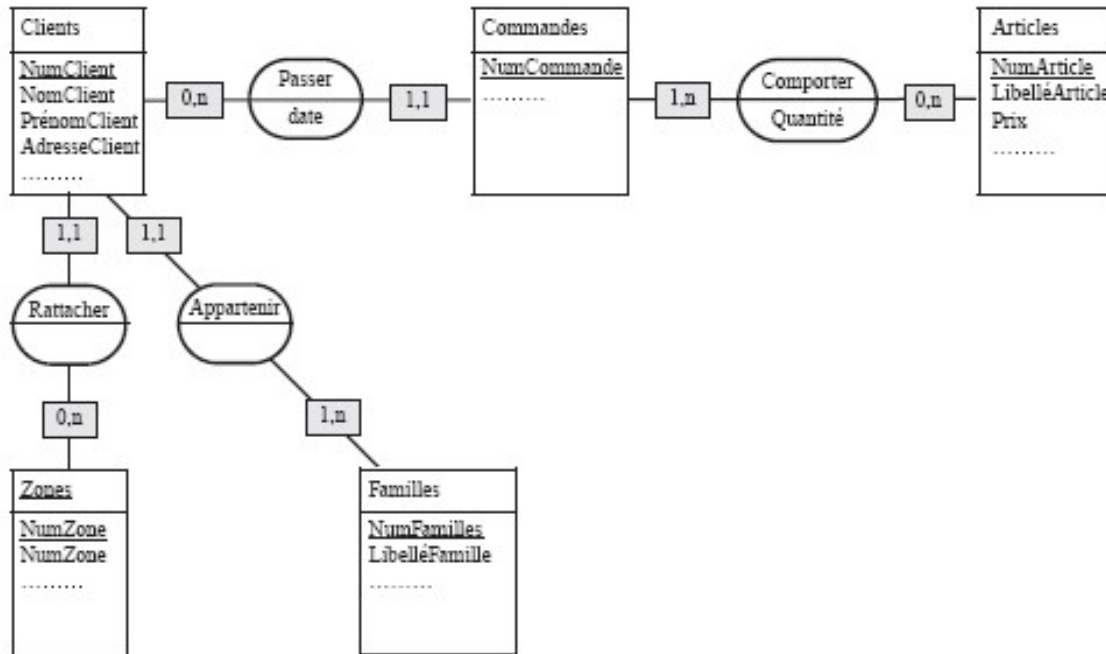 Clients
NumClient
NomClient
PrénomClient
AdresseClient
.........
0,n
Passer
date
1,1
Commandes
NumCommande
.........
1,n
Comporter
Quantité
0,n
Articles
NumArticle
LibelléArticle
Prix
.........
1,1
1,1
Rattacher
Appartenir
0,n
1,n
Zones
NumZone
NumZone
.........
Familles
NumFamilles
LibelléFamille
.........